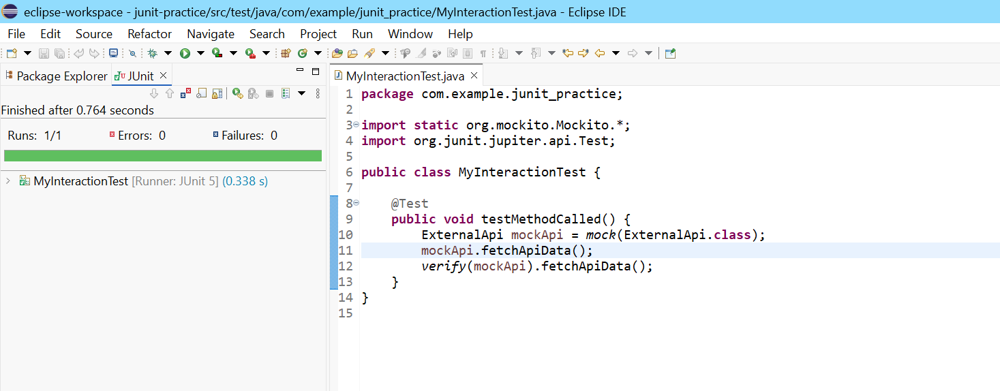 eclipse-workspace - junit-practice/src/test/java/com/example/junit_practice/MyInteractionTest.java - Eclipse IDE
File Edit Source Refactor Navigate Search Project Run Window Help
Package Explorer JUnit
Finished after 0.764 seconds
Runs: 1/1 Errors: 0 Failures: 0
MyInteractionTest [Runner: JUnit 5] (0.338 s)
MyInteractionTest.java
1 package com.example.junit_practice;
2
3 import static org.mockito.Mockito.*;
4 import org.junit.jupiter.api.Test;
5
6 public class MyInteractionTest {
7
8     @Test
9     public void testMethodCalled() {
10         ExternalApi mockApi = mock(ExternalApi.class);
11         mockApi.fetchApiData();
12         verify(mockApi).fetchApiData();
13     }
14 }
15